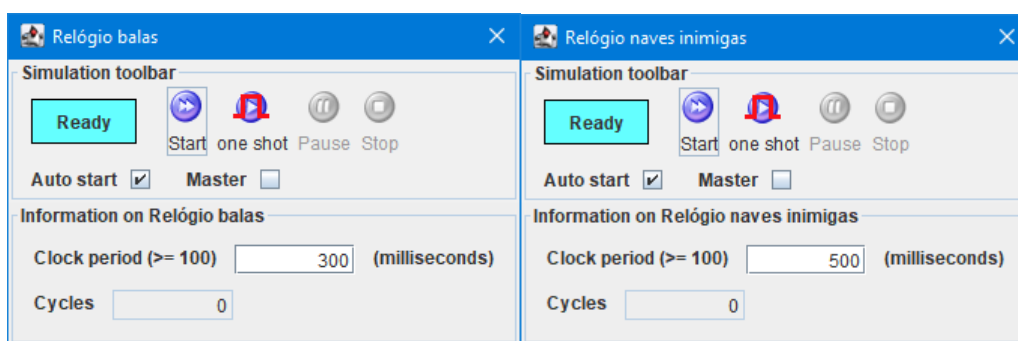 Relógio balas
Simulation toolbar
Ready
Start one shot Pause Stop
Auto start Master
Information on Relógio balas
Clock period (>= 100) 300 (milliseconds)
Cycles 0
Relógio naves inimigas
Simulation toolbar
Ready
Start one shot Pause Stop
Auto start Master
Information on Relógio naves inimigas
Clock period (>= 100) 500 (milliseconds)
Cycles 0